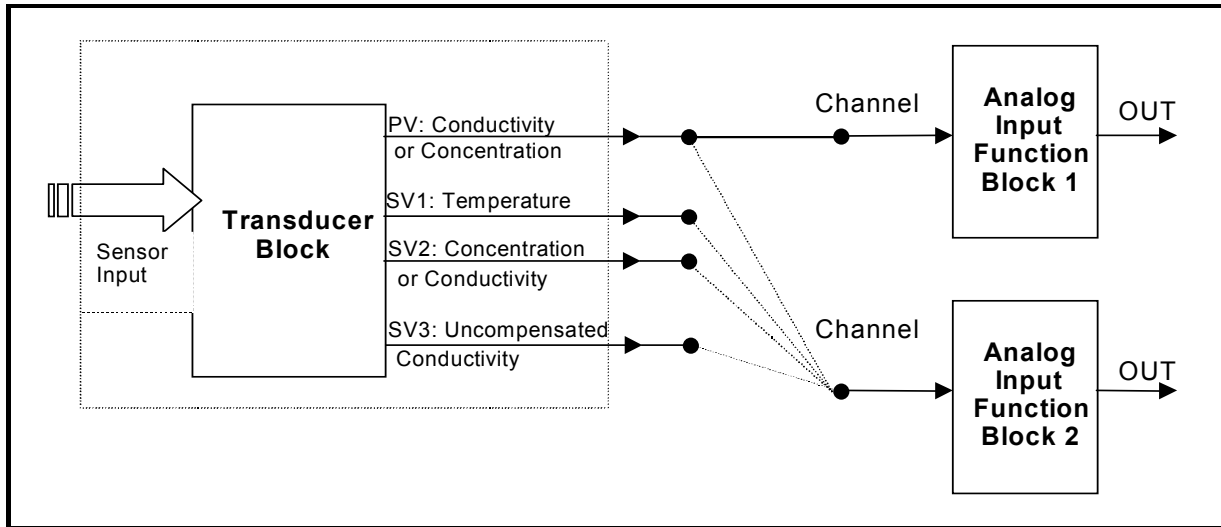 Sensor
Input
Transducer
Block
PV: Conductivity
or Concentration
SV1: Temperature
SV2: Concentration
or Conductivity
SV3: Uncompensated
Conductivity
Channel
Analog
Input
Function
Block 1
OUT
Channel
Analog
Input
Function
Block 2
OUT